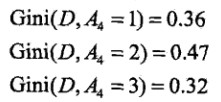 Gini(D, A₄ = 1) = 0.36
Gini(D, A₄ = 2) = 0.47
Gini(D, A₄ = 3) = 0.32